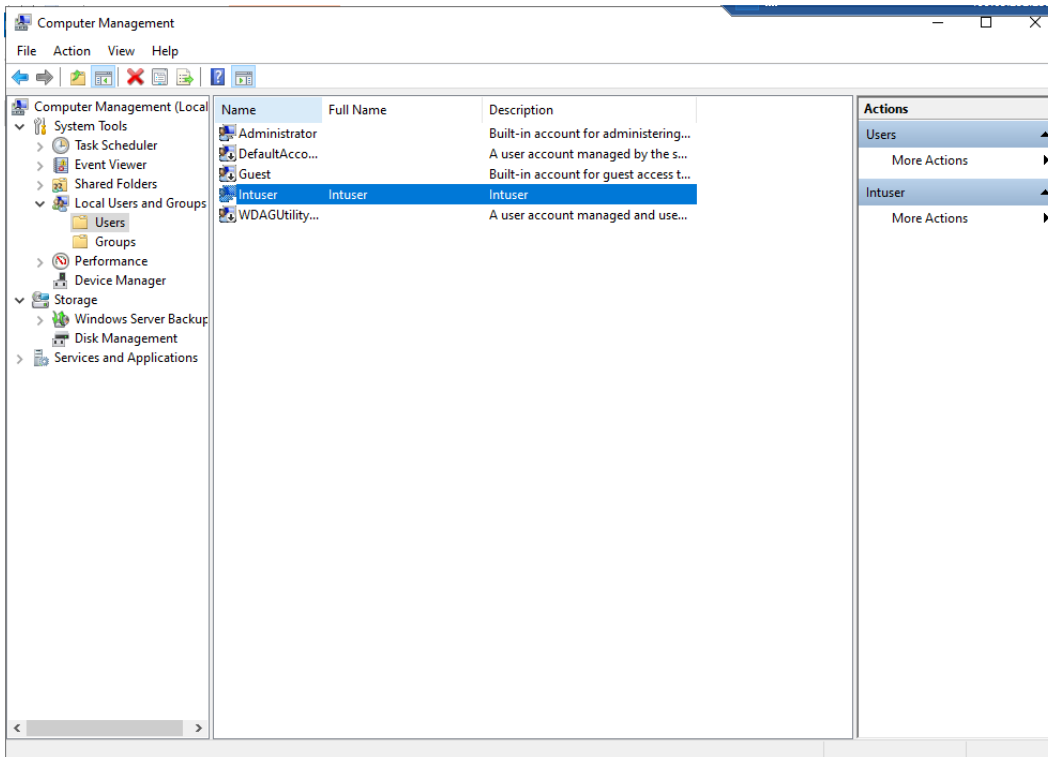 Computer Management
File Action View Help
Computer Management (Local
System Tools
Task Scheduler
Event Viewer
Shared Folders
Local Users and Groups
Users
Groups
Performance
Device Manager
Storage
Windows Server Backup
Disk Management
Services and Applications
Name Full Name Description
Administrator Built-in account for administering...
DefaultAcco... A user account managed by the s...
Guest Built-in account for guest access t...
Intuser Intuser Intuser
WDAGUtility... A user account managed and use...
Actions
Users
More Actions
Intuser
More Actions